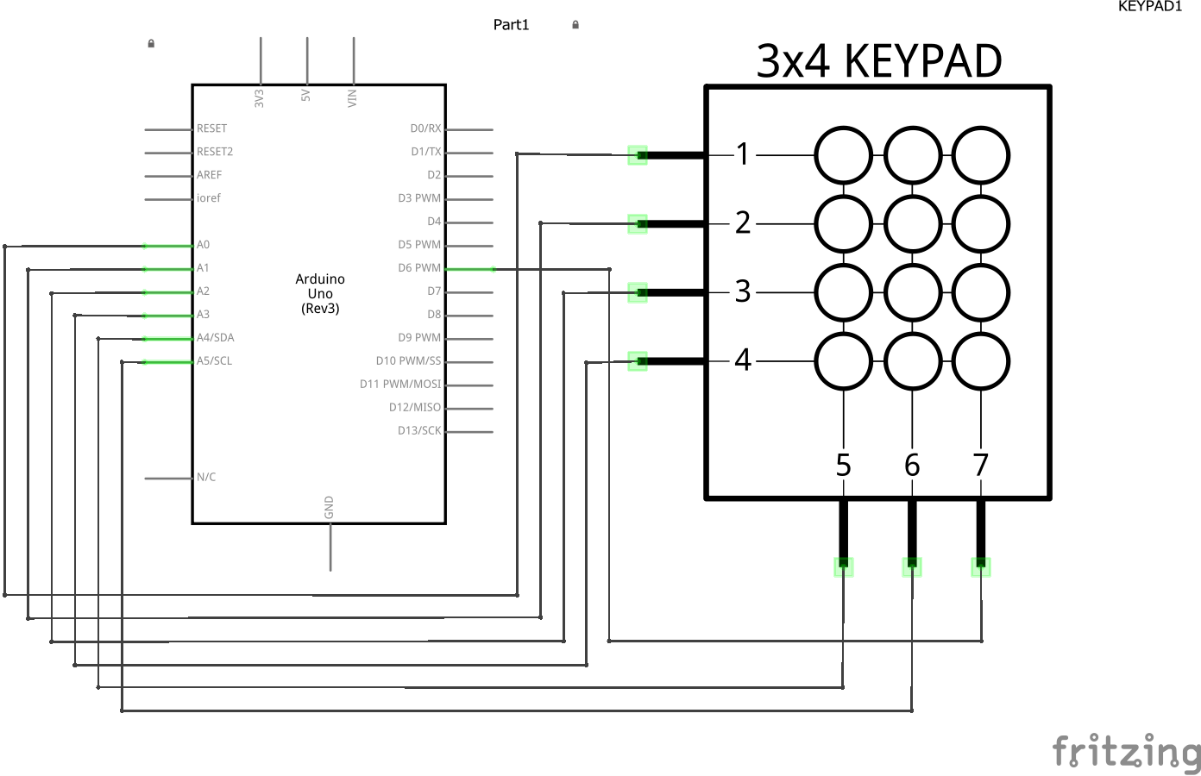 KEYPAD1
Part1
3x4 KEYPAD
3V3
5V
VIN
RESET
RESET2
AREF
ioref
A0
A1
A2
A3
A4/SDA
A5/SCL
N/C
Arduino
Uno
(Rev3)
D0/RX
D1/TX
D2
D3 PWM
D4
D5 PWM
D6 PWM
D7
D8
D9 PWM
D10 PWM/SS
D11 PWM/MOSI
D12/MISO
D13/SCK
GND
1
2
3
4
5 6 7
fritzing